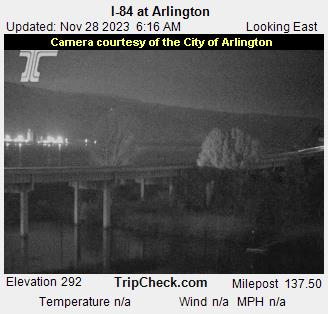 I-84 at Arlington
Updated: Nov 28 2023 6:16 AM Looking East
Camera courtesy of the City of Arlington
Elevation 292 TripCheck.com Milepost 137.50
Temperature n/a Wind n/a MPH n/a